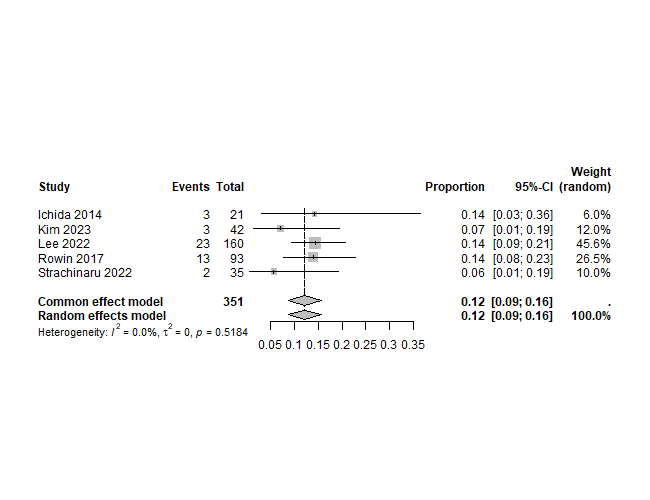 Weight
Study Events Total Proportion 95%-CI (random)
Ichida 2014 3 21 0.14 [0.03; 0.36] 6.0%
Kim 2023 3 42 0.07 [0.01; 0.19] 12.0%
Lee 2022 23 160 0.14 [0.09; 0.21] 45.6%
Rowin 2017 13 93 0.14 [0.08; 0.23] 26.5%
Strachinaru 2022 2 35 0.06 [0.01; 0.19] 10.0%
Common effect model 351 0.12 [0.09; 0.16] .
Random effects model 0.12 [0.09; 0.16] 100.0%
Heterogeneity: I² = 0.0%, τ² = 0, p = 0.5184
0.05 0.1 0.15 0.2 0.25 0.3 0.35